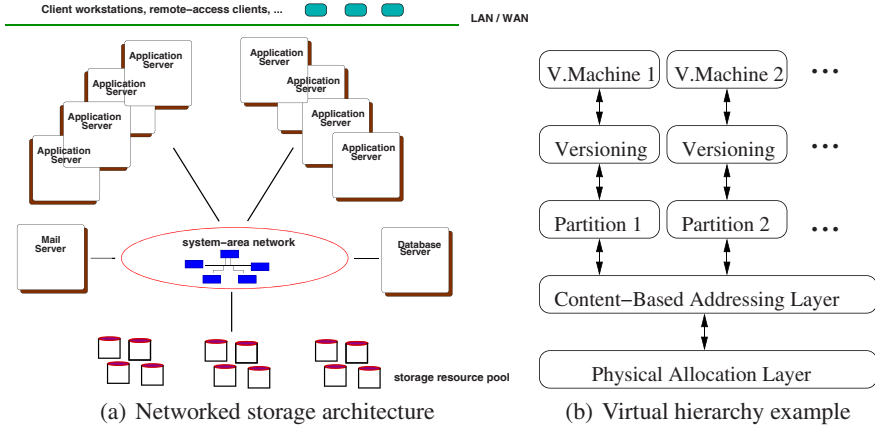 Client workstations, remote-access clients, ...
LAN / WAN
Application
Server
Application
Server
Application
Server
Application
Server
Application
Server
Application
Server
Application
Server
Application
Server
Mail
Server
system-area network
Database
Server
storage resource pool
(a) Networked storage architecture
V.Machine 1
V.Machine 2
...
Versioning
Versioning
...
Partition 1
Partition 2
...
Content-Based Addressing Layer
Physical Allocation Layer
(b) Virtual hierarchy example